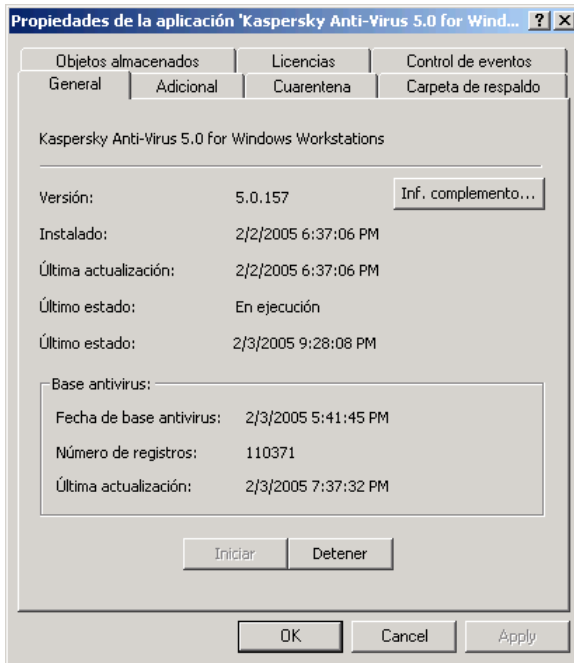 Propiedades de la aplicación 'Kaspersky Anti-Virus 5.0 for Wind...
Objetos almacenados Licencias Control de eventos
General Adicional Cuarentena Carpeta de respaldo
Kaspersky Anti-Virus 5.0 for Windows Workstations
Versión: 5.0.157 Inf. complemento...
Instalado: 2/2/2005 6:37:06 PM
Última actualización: 2/2/2005 6:37:06 PM
Último estado: En ejecución
Último estado: 2/3/2005 9:28:08 PM
Base antivirus:
Fecha de base antivirus: 2/3/2005 5:41:45 PM
Número de registros: 110371
Última actualización: 2/3/2005 7:37:32 PM
Iniciar Detener
OK Cancel Apply